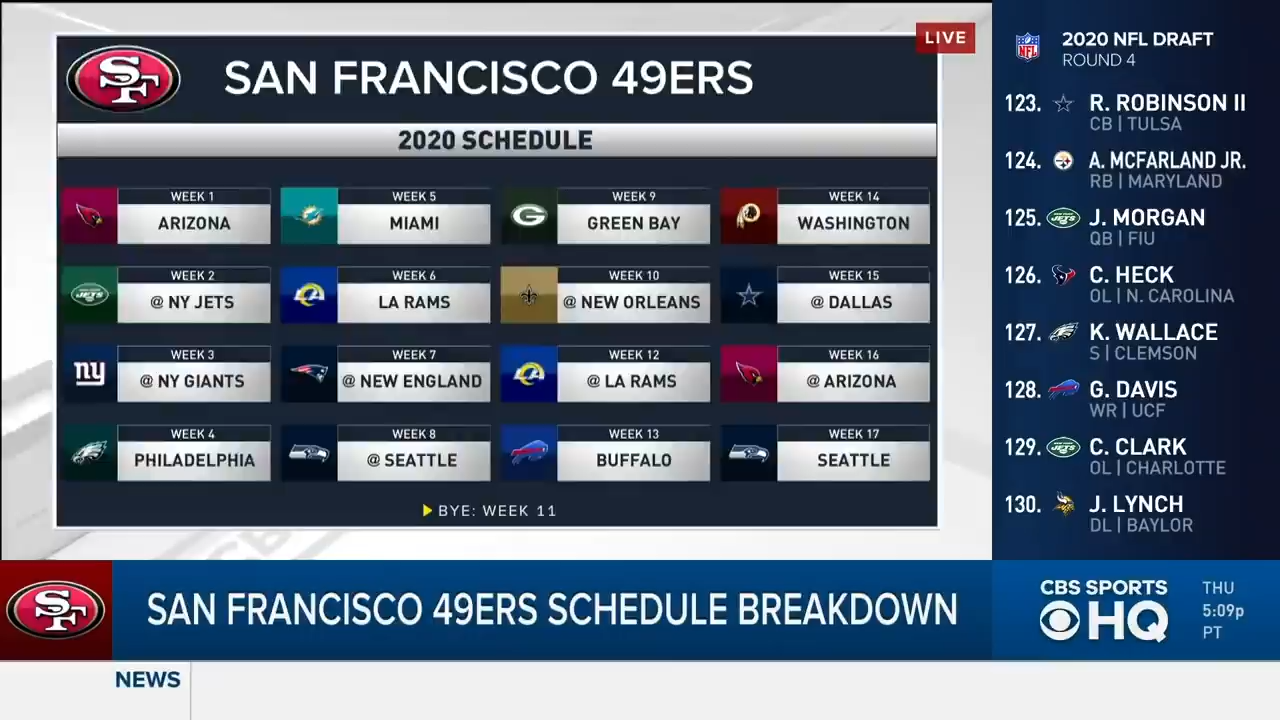 LIVE
SF
SAN FRANCISCO 49ERS
2020 SCHEDULE
WEEK 1
ARIZONA
WEEK 2
@ NY JETS
WEEK 3
ny
@ NY GIANTS
WEEK 4
PHILADELPHIA
WEEK 5
MIAMI
WEEK 6
LA RAMS
WEEK 7
@ NEW ENGLAND
WEEK 8
@ SEATTLE
WEEK 9
G
GREEN BAY
WEEK 10
@ NEW ORLEANS
WEEK 12
@ LA RAMS
WEEK 13
BUFFALO
WEEK 14
WASHINGTON
WEEK 15
@ DALLAS
WEEK 16
@ ARIZONA
WEEK 17
SEATTLE
BYE: WEEK 11
NFL
2020 NFL DRAFT
ROUND 4
123. R. ROBINSON II
CB | TULSA
124. A. MCFARLAND JR.
RB | MARYLAND
125. JETS J. MORGAN
QB | FIU
126. C. HECK
OL | N. CAROLINA
127. K. WALLACE
S | CLEMSON
128. G. DAVIS
WR | UCF
129. JETS C. CLARK
OL | CHARLOTTE
130. J. LYNCH
DL | BAYLOR
SF
SAN FRANCISCO 49ERS SCHEDULE BREAKDOWN
CBS SPORTS
HQ
THU
5:09p
PT
NEWS